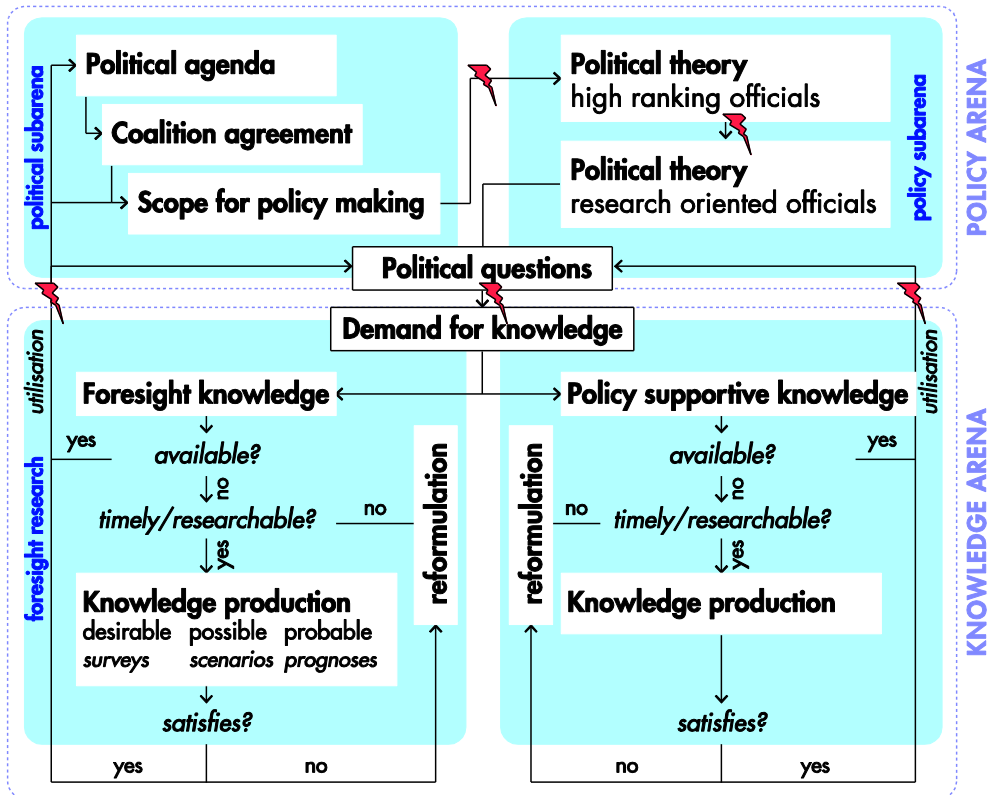 political subarena
Political agenda
Coalition agreement
Scope for policy making
Political theory
high ranking officials
Political theory
research oriented officials
policy subarena
POLICY ARENA
Political questions
Demand for knowledge
utilisation
Foresight knowledge
yes
available?
no
timely/researchable?
no
yes
foresight research
reformulation
Knowledge production
desirable possible probable
surveys scenarios prognoses
satisfies?
yes
no
Policy supportive knowledge
utilisation
available?
yes
no
reformulation
no
timely/researchable?
yes
Knowledge production
satisfies?
no
yes
KNOWLEDGE ARENA